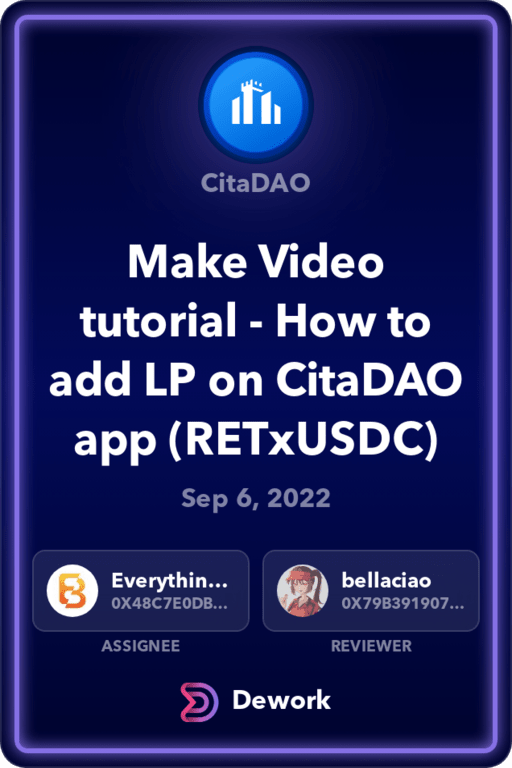 CitaDAO
Make Video
tutorial - How to
add LP on CitaDAO
app (RETxUSDC)
Sep 6, 2022
Everythin...
0X48C7E0DB...
ASSIGNEE
bellaciao
0X79B391907...
REVIEWER
Dework